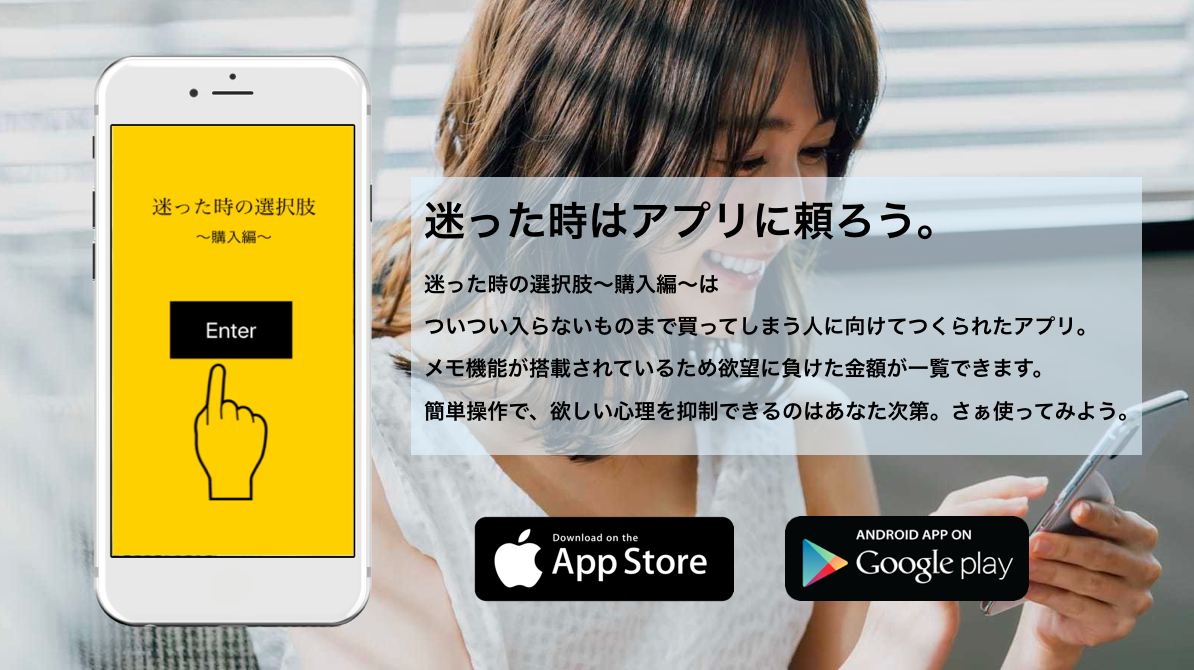 迷った時の選択肢
〜購入編〜
Enter
迷った時はアプリに頼ろう。
迷った時の選択肢〜購入編〜は
ついつい入らないものまで買ってしまう人に向けてつくられたアプリ。
メモ機能が搭載されているため欲望に負けた金額が一覧できます。
簡単操作で、欲しい心理を抑制できるのはあなた次第。さぁ使ってみよう。
Download on the
App Store
ANDROID APP ON
Google play